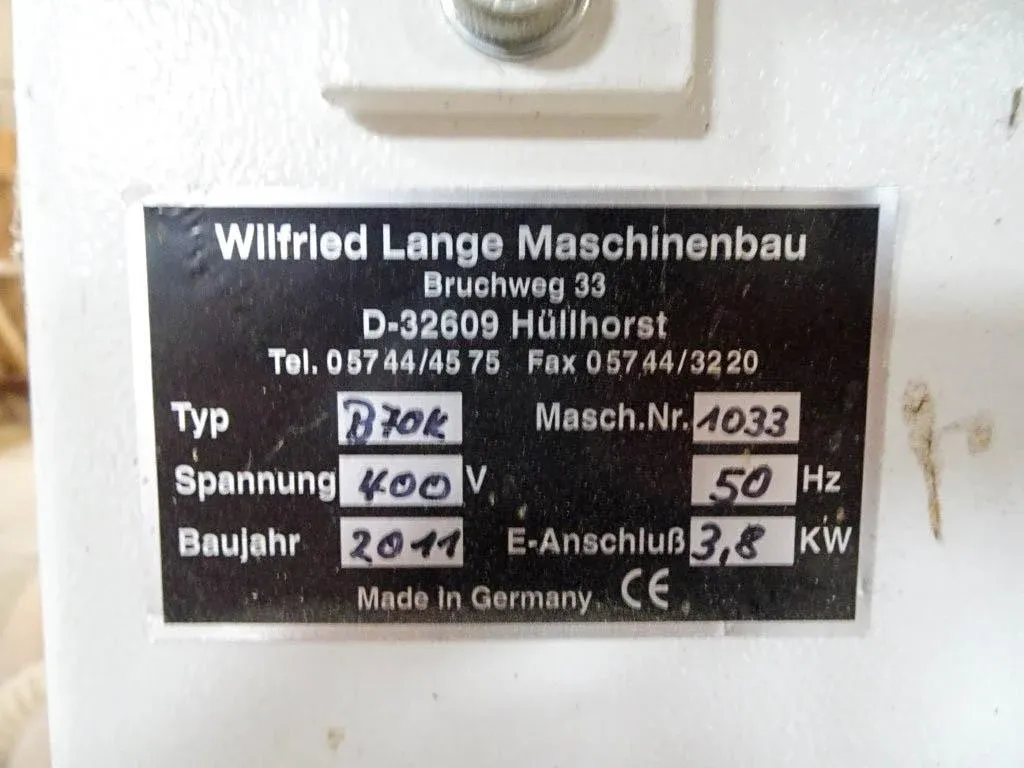 Wilfried Lange Maschinenbau
Bruchweg 33
D-32609 Hüllhorst
Tel. 05744/4575 Fax 05744/3220
Typ B70K Masch.Nr. 1033
Spannung 400 V 50 Hz
Baujahr 2011 E-Anschluß 3,8 KW
Made in Germany CE